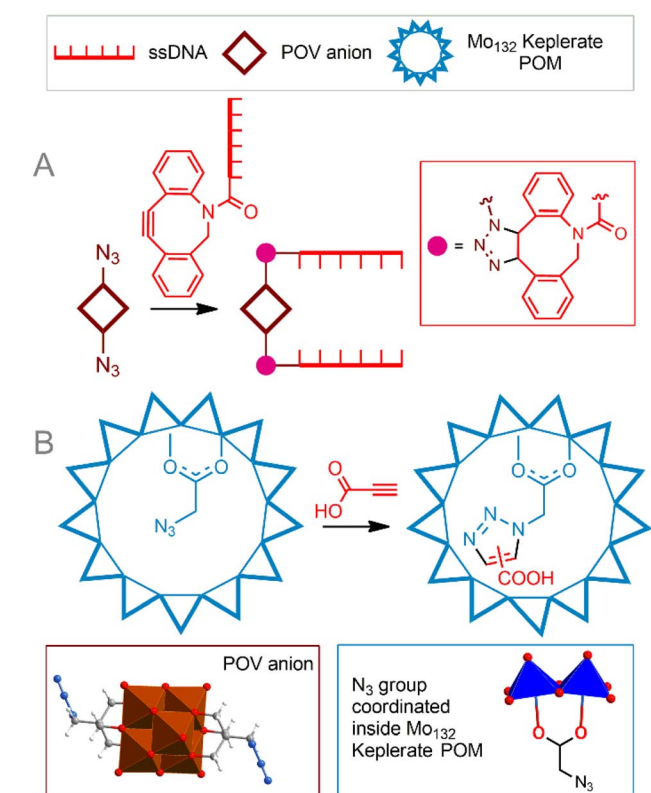 ssDNA
POV anion
Mo132 Keplerate
POM
A
N3
N3
N
O
N
N
N
N
O
=
B
O
O
N3
O
HO
O
O
N
N
N
COOH
POV anion
N3 group
coordinated
inside Mo132
Keplerate POM
O
O
N3